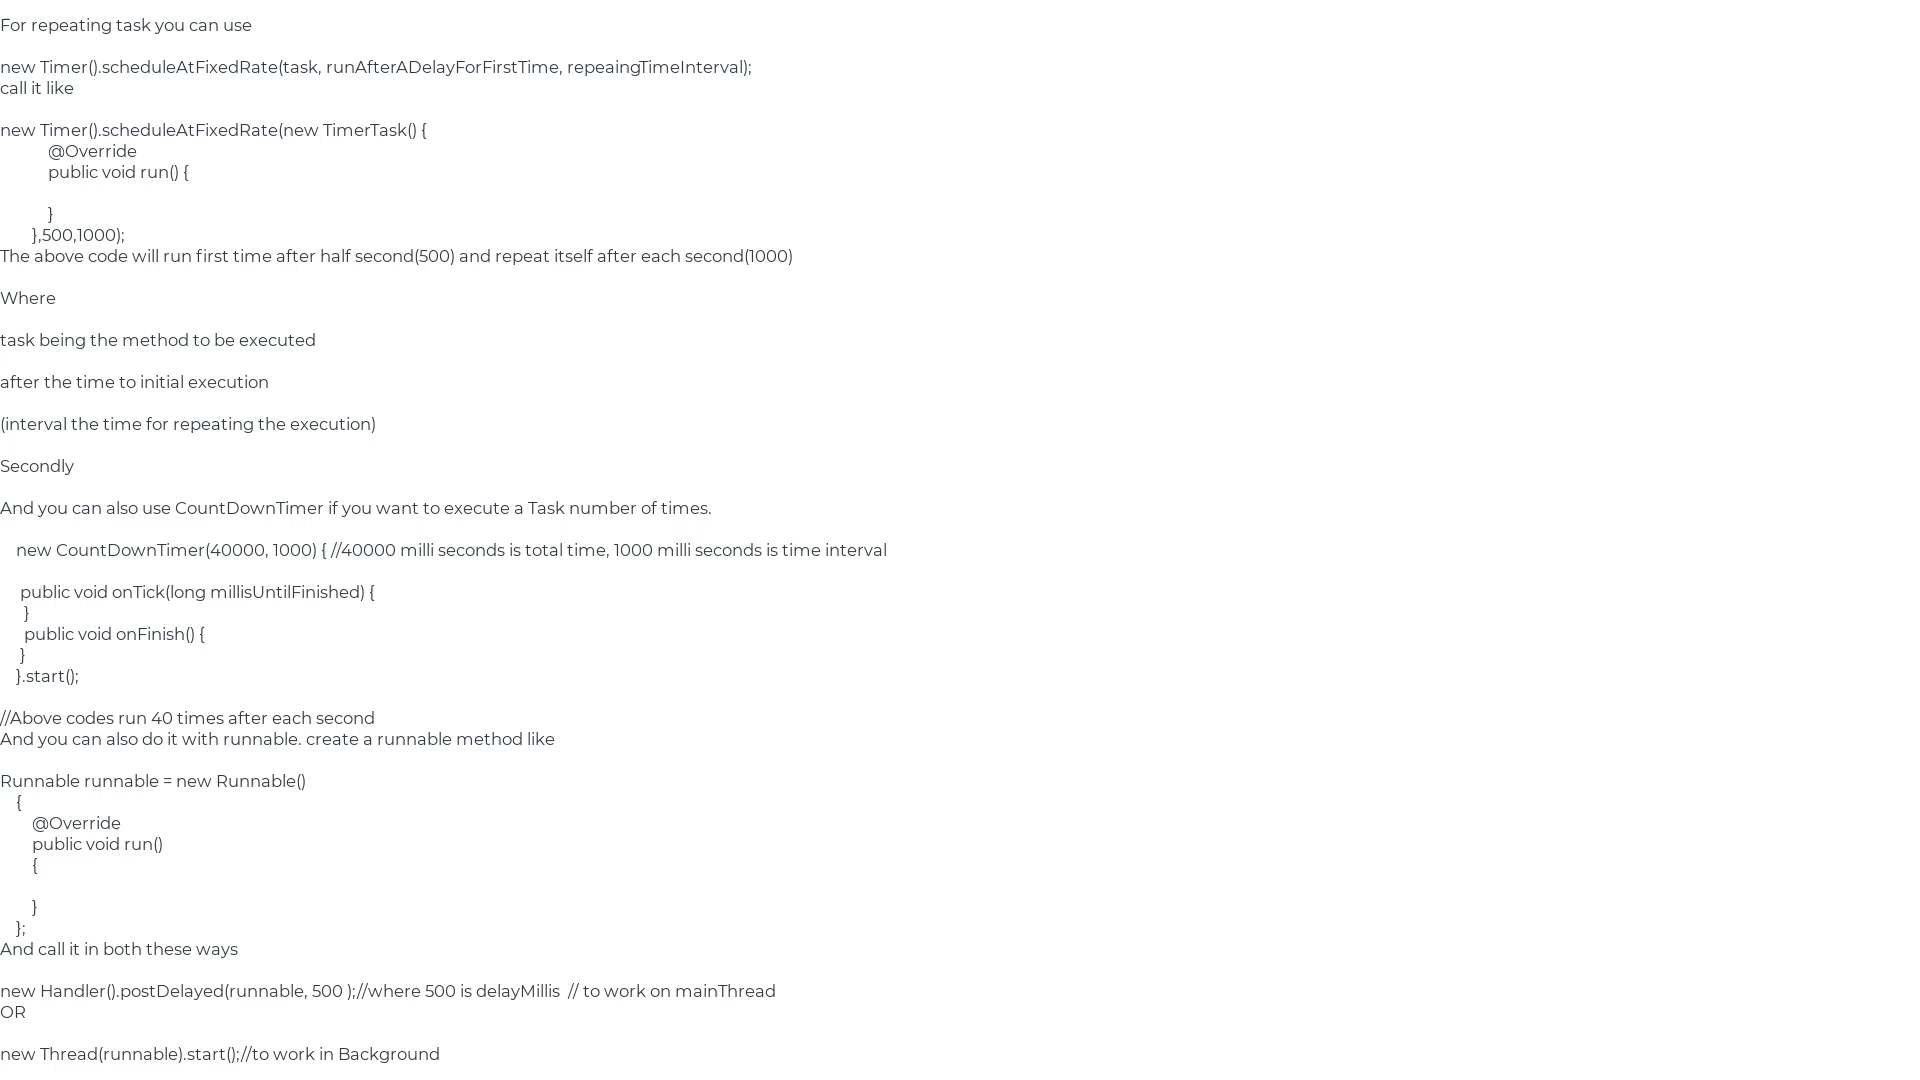 For repeating task you can use
new Timer().scheduleAtFixedRate(task, runAfterADelayForFirstTime, repeaingTimeInterval);
call it like
new Timer().scheduleAtFixedRate(new TimerTask() {
@Override
public void run() {
}
},500,1000);
The above code will run first time after half second(500) and repeat itself after each second(1000)
Where
task being the method to be executed
after the time to initial execution
(interval the time for repeating the execution)
Secondly
And you can also use CountDownTimer if you want to execute a Task number of times.
new CountDownTimer(40000, 1000) { //40000 milli seconds is total time, 1000 milli seconds is time interval
public void onTick(long millisUntilFinished) {
}
public void onFinish() {
}
}.start();
//Above codes run 40 times after each second
And you can also do it with runnable. create a runnable method like
Runnable runnable = new Runnable()
{
@Override
public void run()
{
}
};
And call it in both these ways
new Handler().postDelayed(runnable, 500 );//where 500 is delayMillis  // to work on mainThread
OR
new Thread(runnable).start();//to work in Background